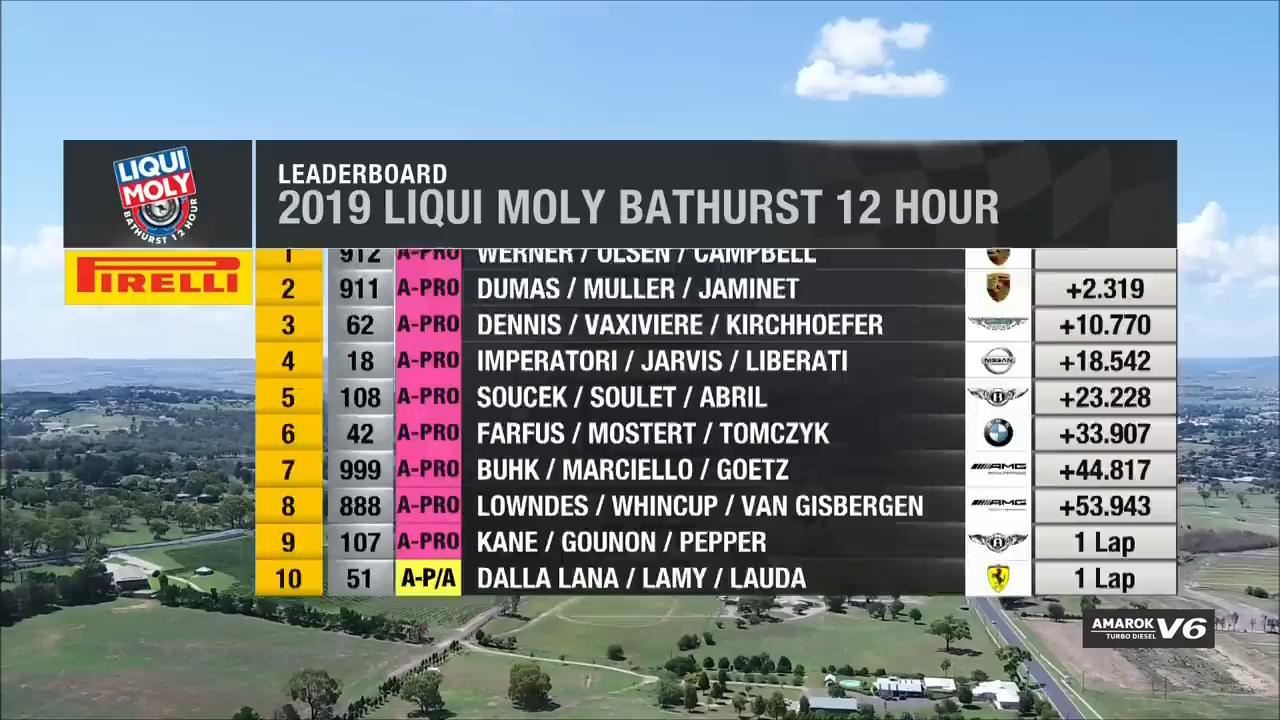 LIQUI
MOLY
BATHURST 12 HOUR
PIRELLI
LEADERBOARD
2019 LIQUI MOLY BATHURST 12 HOUR
1 912 A-PRO WERNER / OLSEN / CAMPBELL
2 911 A-PRO DUMAS / MULLER / JAMINET +2.319
3 62 A-PRO DENNIS / VAXIVIERE / KIRCHHOEFER +10.770
4 18 A-PRO IMPERATORI / JARVIS / LIBERATI NISSAN +18.542
5 108 A-PRO SOUCEK / SOULET / ABRIL B +23.228
6 42 A-PRO FARFUS / MOSTERT / TOMCZYK +33.907
7 999 A-PRO BUHK / MARCIELLO / GOETZ AMG +44.817
8 888 A-PRO LOWNDES / WHINCUP / VAN GISBERGEN AMG +53.943
9 107 A-PRO KANE / GOUNON / PEPPER B 1 Lap
10 51 A-P/A DALLA LANA / LAMY / LAUDA 1 Lap
AMAROK V6
TURBO DIESEL